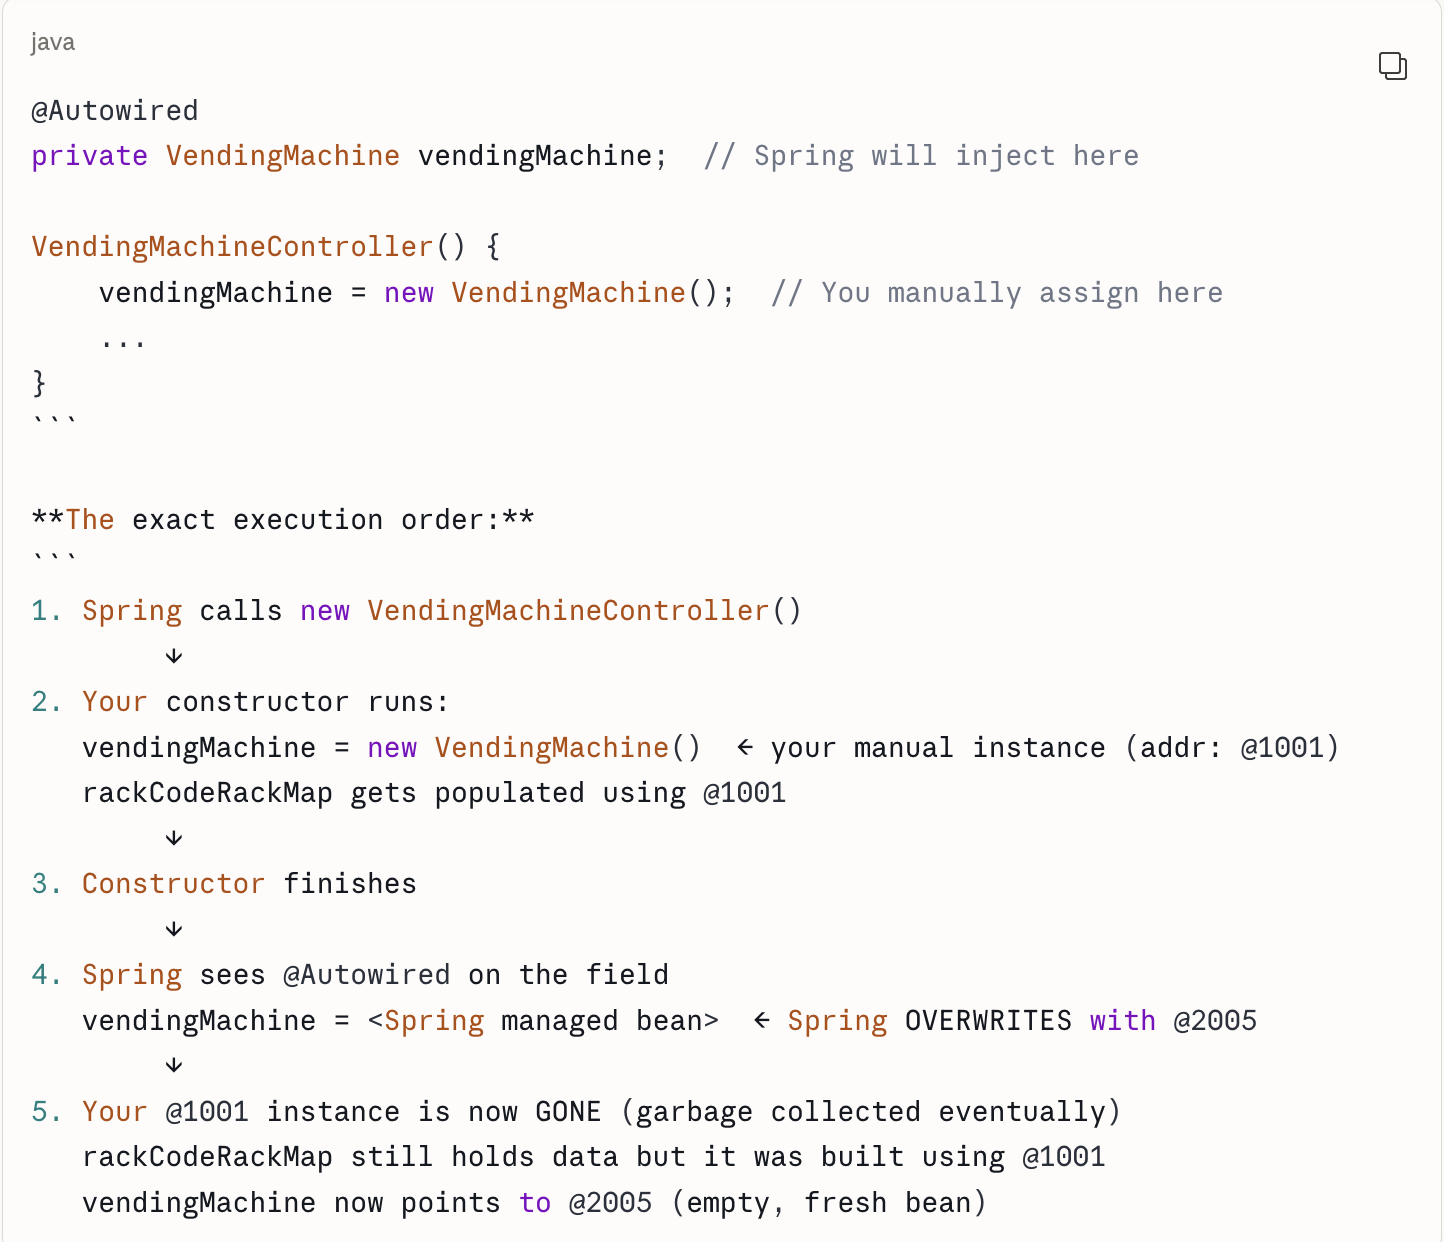 java
@Autowired
private VendingMachine vendingMachine;  // Spring will inject here
VendingMachineController() {
    vendingMachine = new VendingMachine();  // You manually assign here
    ...
}
```
**The exact execution order:**
```
1. Spring calls new VendingMachineController()
        ↓
2. Your constructor runs:
   vendingMachine = new VendingMachine()  ← your manual instance (addr: @1001)
   rackCodeRackMap gets populated using @1001
        ↓
3. Constructor finishes
        ↓
4. Spring sees @Autowired on the field
   vendingMachine = <Spring managed bean>  ← Spring OVERWRITES with @2005
        ↓
5. Your @1001 instance is now GONE (garbage collected eventually)
   rackCodeRackMap still holds data but it was built using @1001
   vendingMachine now points to @2005 (empty, fresh bean)